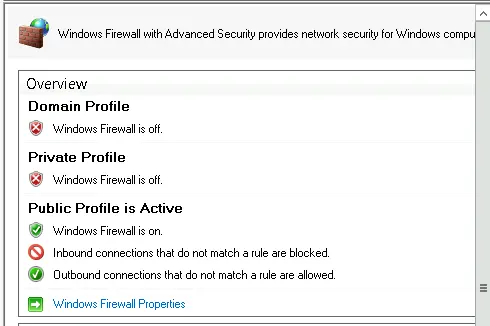 Windows Firewall with Advanced Security provides network security for Windows
Overview
Domain Profile
Windows Firewall is off.
Private Profile
Windows Firewall is off.
Public Profile is Active
Windows Firewall is on.
Inbound connections that do not match a rule are blocked.
Outbound connections that do not match a rule are allowed.
Windows Firewall Properties